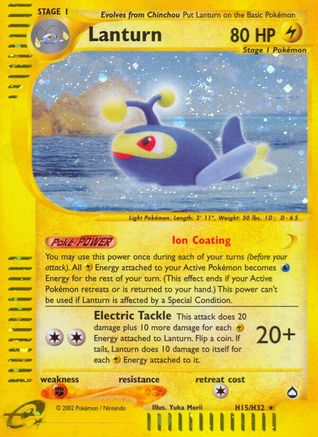 STAGE 1
Evolves from Chinchou Put Lanturn on the Basic Pokémon
Lanturn 80 HP
Stage 1 Pokémon
Light Pokémon. Length: 3' 11", Weight: 50 lbs. ID: D-65
Poké-POWER Ion Coating
You may use this power once during each of your turns (before your
attack). All Energy attached to your Active Pokémon becomes
Energy for the rest of your turn. (This effect ends if your Active
Pokémon retreats or is returned to your hand.) This power can't
be used if Lanturn is affected by a Special Condition.
Electric Tackle This attack does 20
damage plus 10 more damage for each
Energy attached to Lanturn. Flip a coin. If
tails, Lanturn does 10 damage to itself for
each Energy attached to it.
20+
weakness resistance retreat cost
e
©2002 Pokémon / Nintendo Illus. Yuka Morii H15/H32 ★